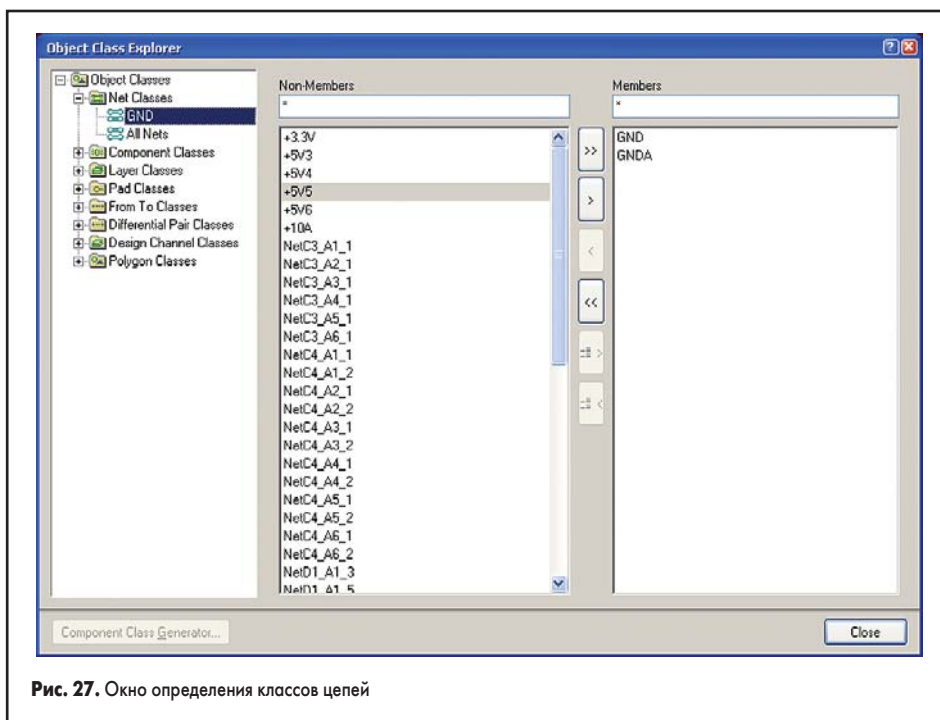 Object Class Explorer
Object Classes
Net Classes
GND
All Nets
Component Classes
Layer Classes
Pad Classes
From To Classes
Differential Pair Classes
Design Channel Classes
Polygon Classes
Non-Members
*
+3.3V
+5V3
+5V4
+5V5
+5V6
+10A
NetC3_A1_1
NetC3_A2_1
NetC3_A3_1
NetC3_A4_1
NetC3_A5_1
NetC3_A6_1
NetC4_A1_1
NetC4_A1_2
NetC4_A2_1
NetC4_A2_2
NetC4_A3_1
NetC4_A3_2
NetC4_A4_1
NetC4_A4_2
NetC4_A5_1
NetC4_A5_2
NetC4_A6_1
NetC4_A6_2
NetD1_A1_3
NetD1_A1_5
>>
>
<
<<
>
<
Members
*
GND
GNDA
Component Class Generator...
Close
Рис. 27. Окно определения классов цепей